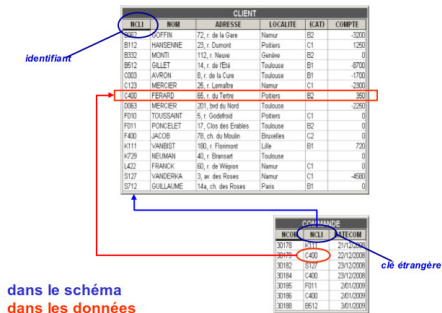 CLIENT
NCLI NOM ADRESSE LOCALITE (CAT) COMPTE
B062 GOFFIN 72, r. de la Gare Namur B2 -3200
B112 HANSENNE 23, r. Dumont Poitiers C1 1250
B332 MONTI 112, r. Neuve Genève B2 0
B512 GILLET 14, r. de l'Eté Toulouse B1 -8700
C003 AVRON 8, r. de la Cure Toulouse B1 -1700
C123 MERCIER 25, r. Lemaître Namur C1 -2300
C400 FERARD 65, r. du Tertre Poitiers B2 350
D063 MERCIER 201, bvd du Nord Toulouse -2250
F010 TOUSSAINT 5, r. Godefroid Poitiers C1 0
F011 PONCELET 17, Clos des Erables Toulouse B2 0
F400 JACOB 78, ch. du Moulin Bruxelles C2 0
K111 VANBIST 180, r. Florimont Lille B1 720
K729 NEUMAN 40, r. Bransart Toulouse 0
L422 FRANCK 60, r. de Wépion Namur C1 0
S127 VANDERKA 3, av. des Roses Namur C1 -4580
S712 GUILLAUME 14a, ch. des Roses Paris B1 0
identifiant
COMMANDE
NCOM NCLI DATECOM
30178 K111 21/12/2008
30179 C400 22/12/2008
30182 S127 23/12/2008
30184 C400 23/12/2008
30185 F011 2/01/2009
30186 C400 2/01/2009
30188 B512 3/01/2009
clé étrangère
dans le schéma
dans les données